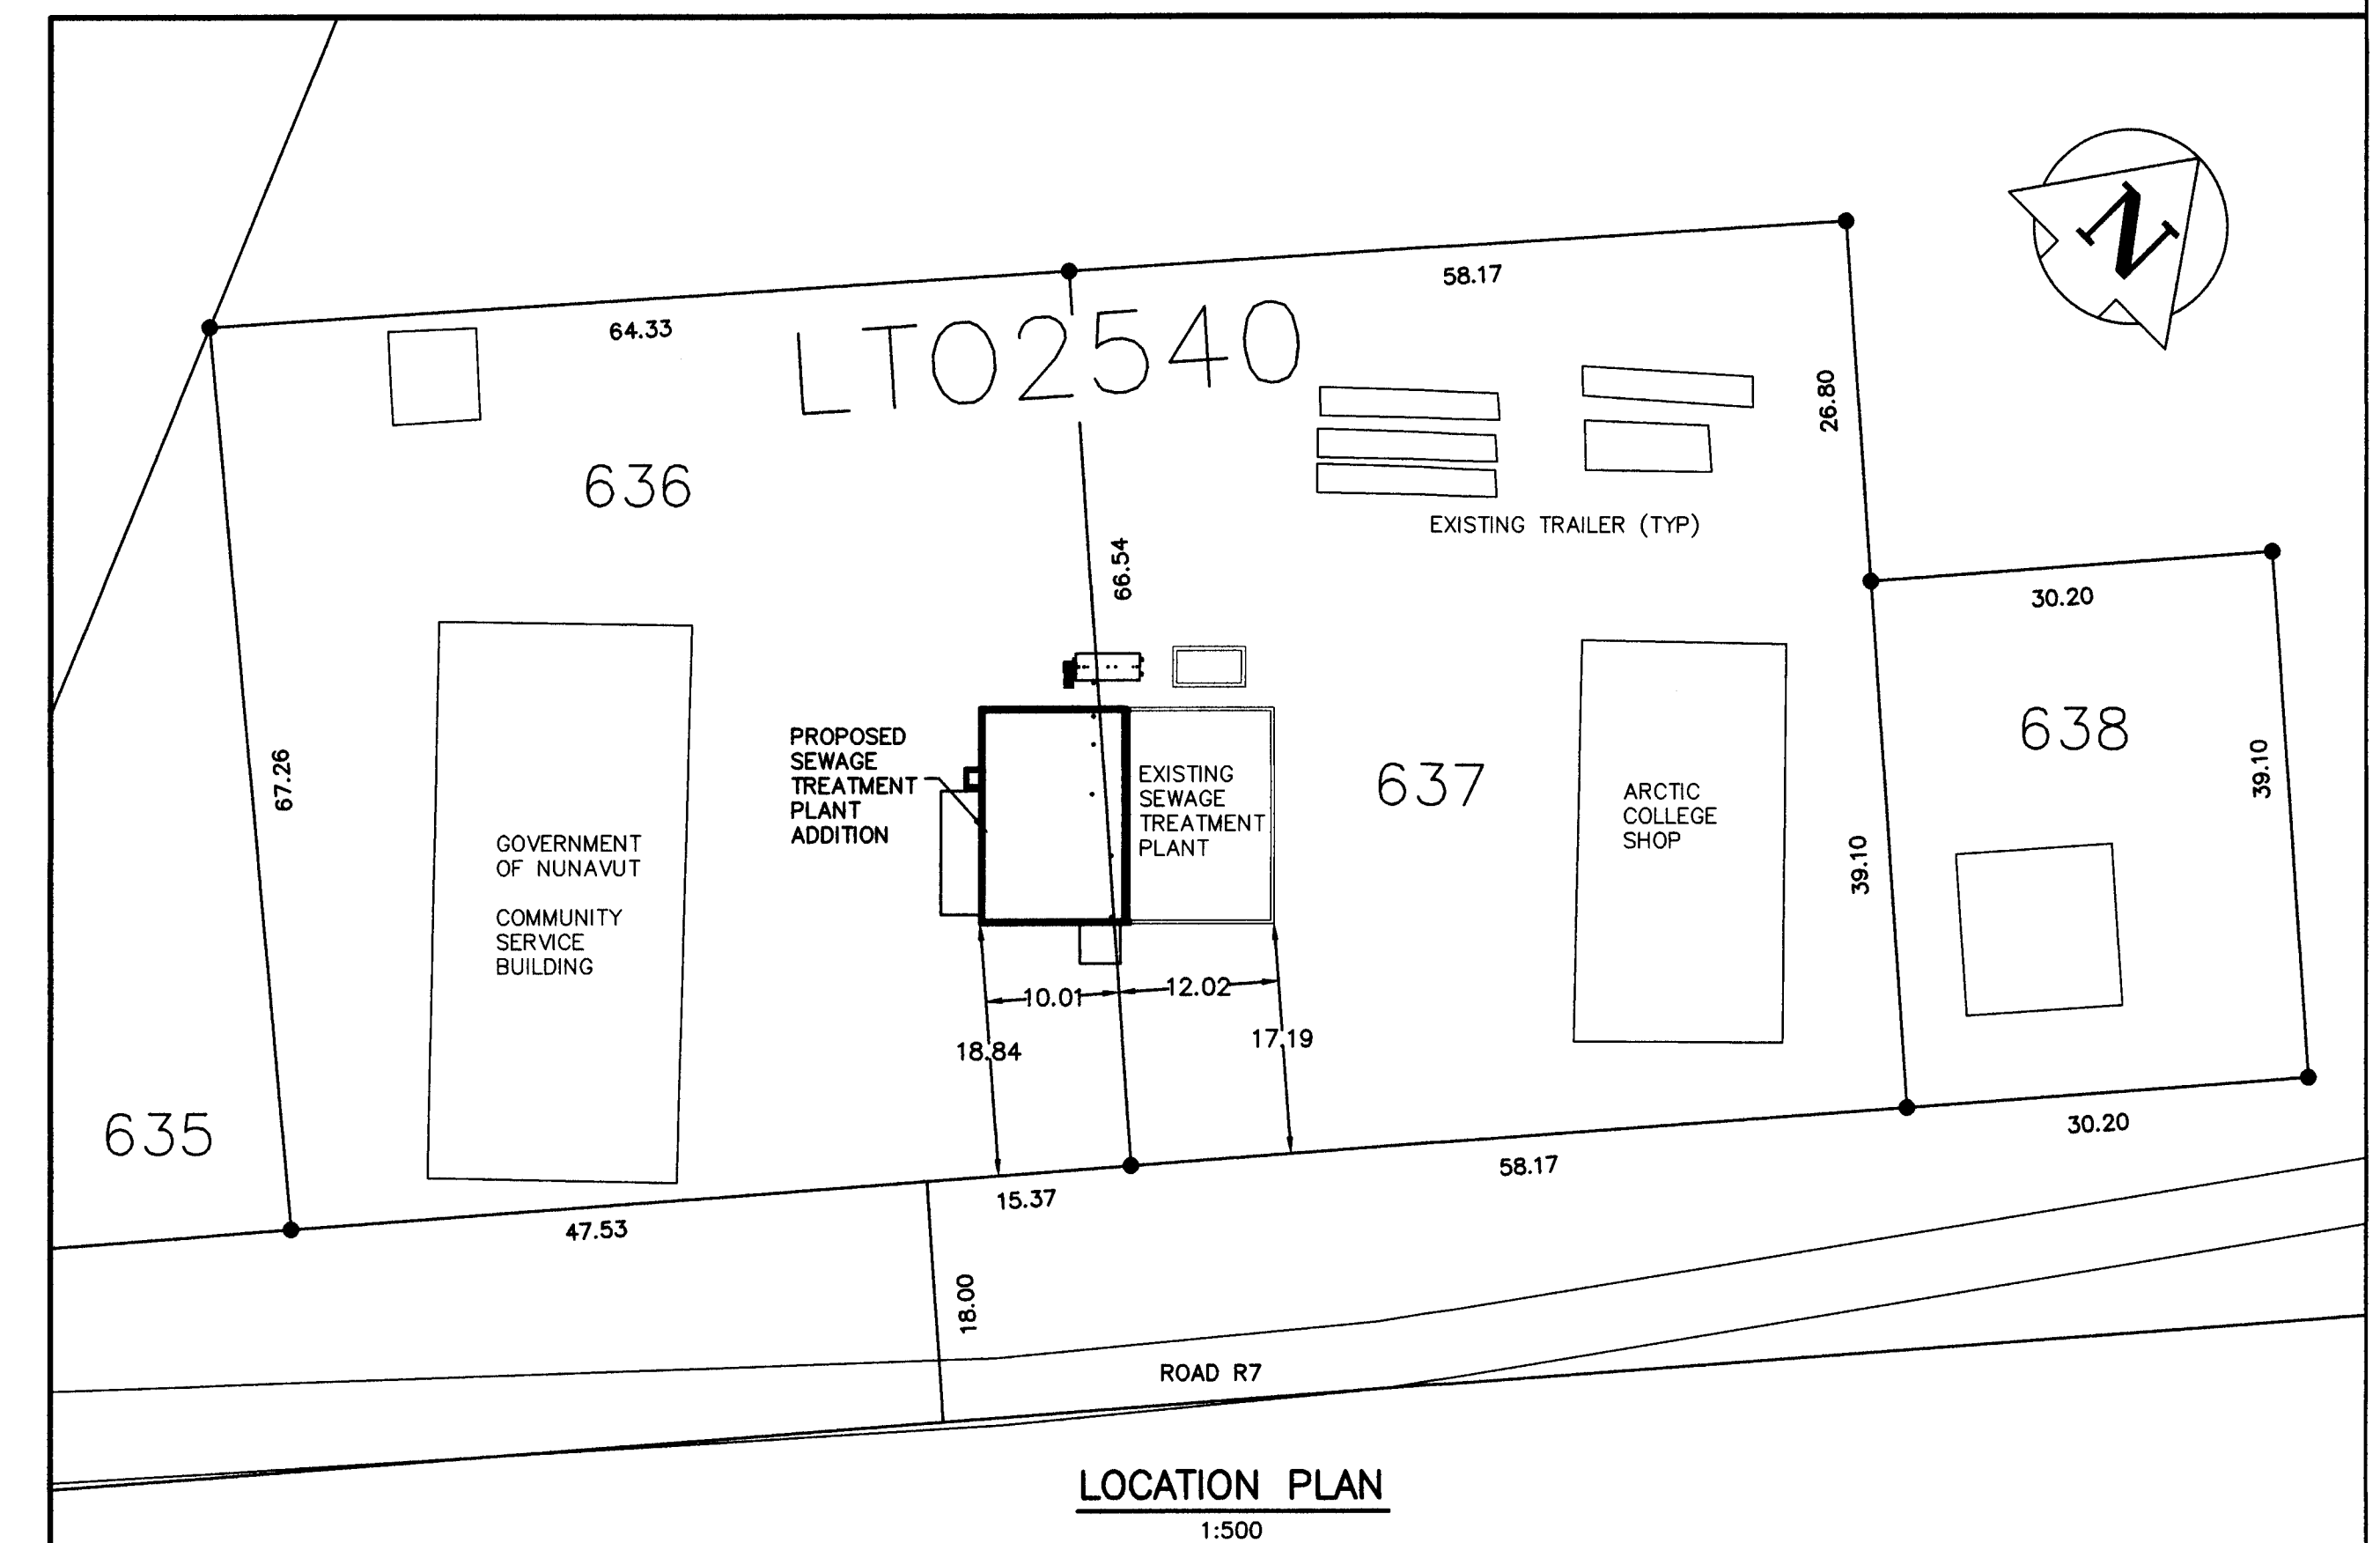 N
58.17
64.33
LTO2540
26.80
636
EXISTING TRAILER (TYP)
66.54
30.20
638
PROPOSED
SEWAGE
TREATMENT
PLANT
ADDITION
EXISTING
SEWAGE
TREATMENT
PLANT
637
ARCTIC
COLLEGE
SHOP
67.26
39.10
39.10
GOVERNMENT
OF NUNAVUT
COMMUNITY
SERVICE
BUILDING
10.01
12.02
18.84
17.19
635
30.20
58.17
15.37
47.53
18.00
ROAD R7
LOCATION PLAN
1:500